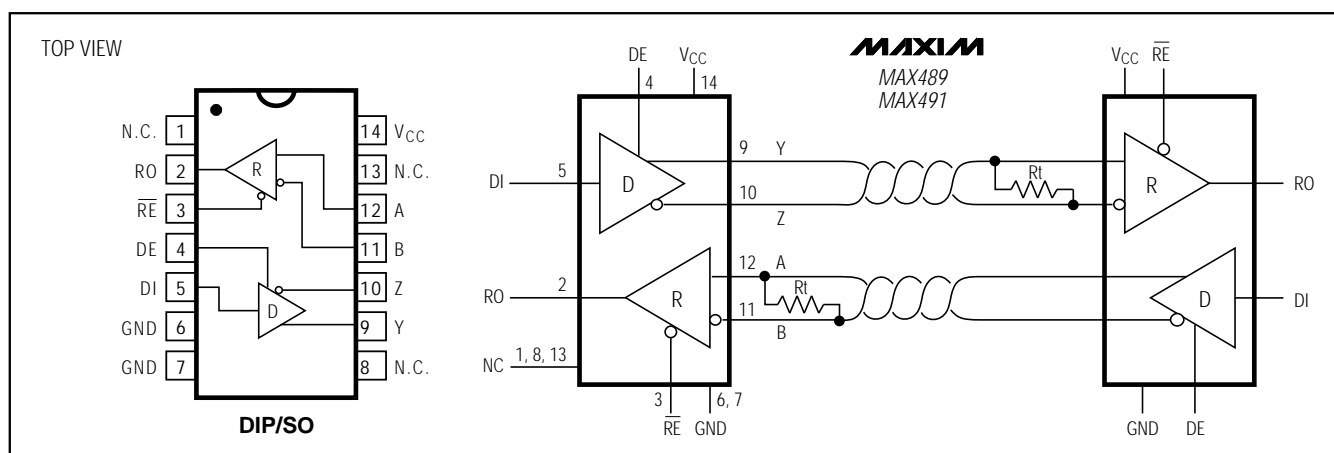 TOP VIEW
N.C. 1
RO 2
RE 3
DE 4
DI 5
GND 6
GND 7
14 VCC
13 N.C.
12 A
11 B
10 Z
9 Y
8 N.C.
R
D
DIP/SO
MAXIM
MAX489
MAX491
DE
4
VCC
14
DI
5
D
9 Y
10
Z
Rt
RO
2
R
12 A
Rt
11
B
NC
1, 8, 13
3
RE
6, 7
GND
VCC
RE
R
RO
D
DI
GND
DE